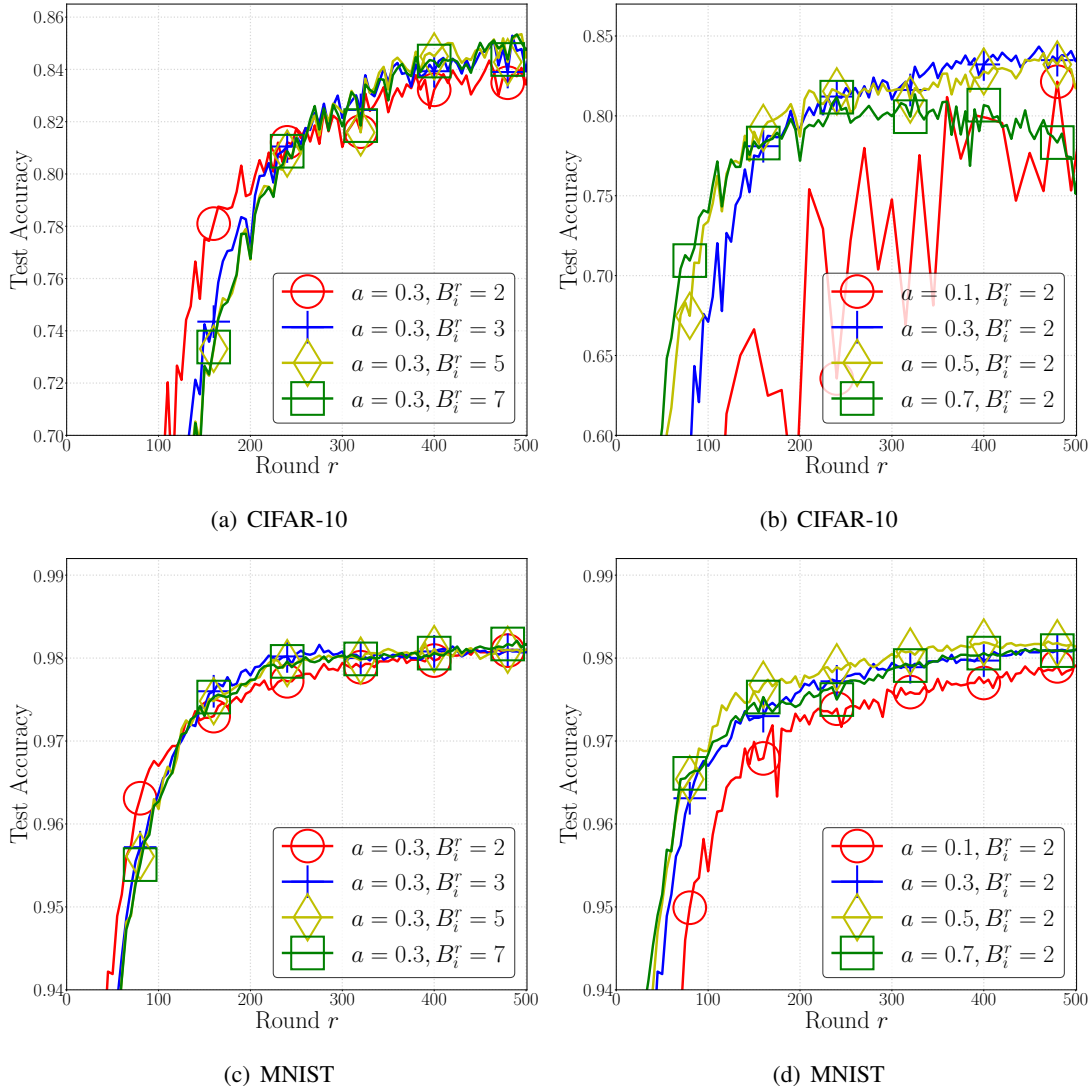 0.86
0.84
0.82
0.80
0.78
0.76
0.74
0.72
0.70
Test Accuracy
0 100 200 300 400 500
Round r
a = 0.3, B_i^r = 2
a = 0.3, B_i^r = 3
a = 0.3, B_i^r = 5
a = 0.3, B_i^r = 7
(a) CIFAR-10
0.85
0.80
0.75
0.70
0.65
0.60
Test Accuracy
0 100 200 300 400 500
Round r
a = 0.1, B_i^r = 2
a = 0.3, B_i^r = 2
a = 0.5, B_i^r = 2
a = 0.7, B_i^r = 2
(b) CIFAR-10
0.99
0.98
0.97
0.96
0.95
0.94
Test Accuracy
0 100 200 300 400 500
Round r
a = 0.3, B_i^r = 2
a = 0.3, B_i^r = 3
a = 0.3, B_i^r = 5
a = 0.3, B_i^r = 7
(c) MNIST
0.99
0.98
0.97
0.96
0.95
0.94
Test Accuracy
0 100 200 300 400 500
Round r
a = 0.1, B_i^r = 2
a = 0.3, B_i^r = 2
a = 0.5, B_i^r = 2
a = 0.7, B_i^r = 2
(d) MNIST